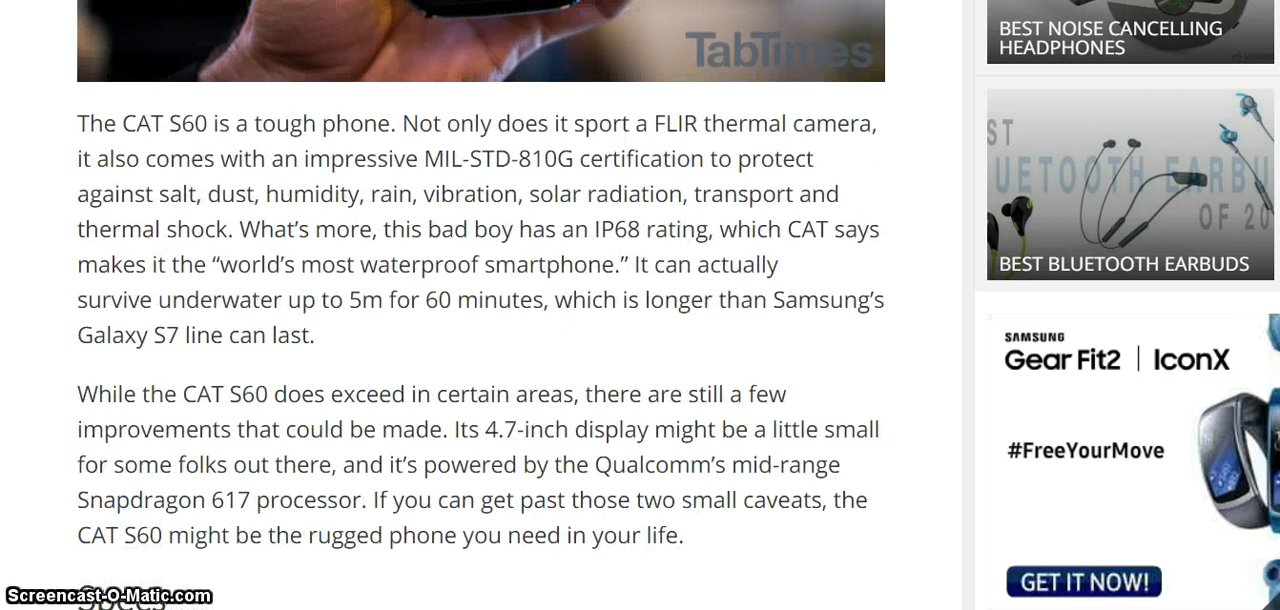 TabTimes
The CAT S60 is a tough phone. Not only does it sport a FLIR thermal camera,
it also comes with an impressive MIL-STD-810G certification to protect
against salt, dust, humidity, rain, vibration, solar radiation, transport and
thermal shock. What’s more, this bad boy has an IP68 rating, which CAT says
makes it the “world’s most waterproof smartphone.” It can actually
survive underwater up to 5m for 60 minutes, which is longer than Samsung’s
Galaxy S7 line can last.
While the CAT S60 does exceed in certain areas, there are still a few
improvements that could be made. Its 4.7-inch display might be a little small
for some folks out there, and it’s powered by the Qualcomm’s mid-range
Snapdragon 617 processor. If you can get past those two small caveats, the
CAT S60 might be the rugged phone you need in your life.
Specs
Screencast-O-Matic.com
BEST NOISE CANCELLING
HEADPHONES
ST
UETOOTH EARBU
OF 20
BEST BLUETOOTH EARBUDS
SAMSUNG
Gear Fit2 | IconX
#FreeYourMove
GET IT NOW!